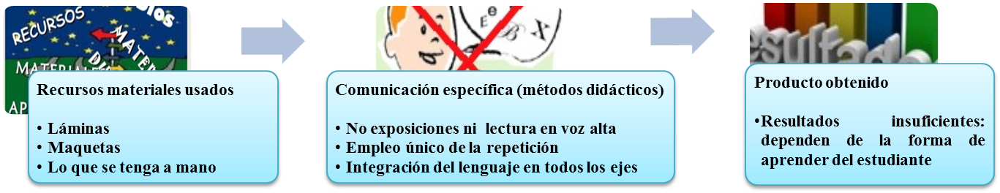 RECURSOS
MATERIALES
AP
Recursos materiales usados
• Láminas
• Maquetas
• Lo que se tenga a mano
E e
B X
Comunicación específica (métodos didácticos)
• No exposiciones ni lectura en voz alta
• Empleo único de la repetición
• Integración del lenguaje en todos los ejes
Producto obtenido
• Resultados insuficientes:
dependen de la forma de
aprender del estudiante